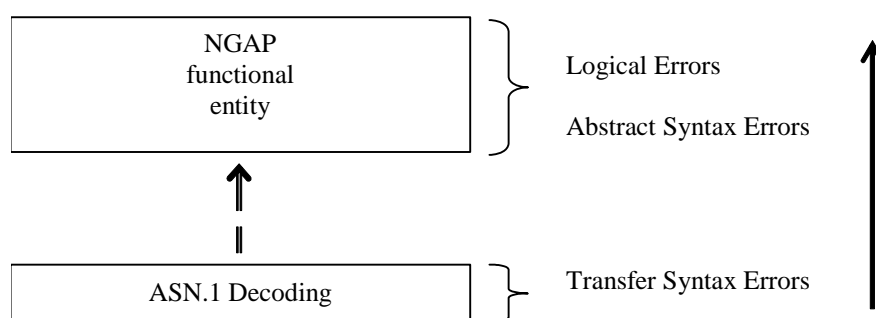 NGAP
functional
entity
Logical Errors
Abstract Syntax Errors
ASN.1 Decoding
Transfer Syntax Errors